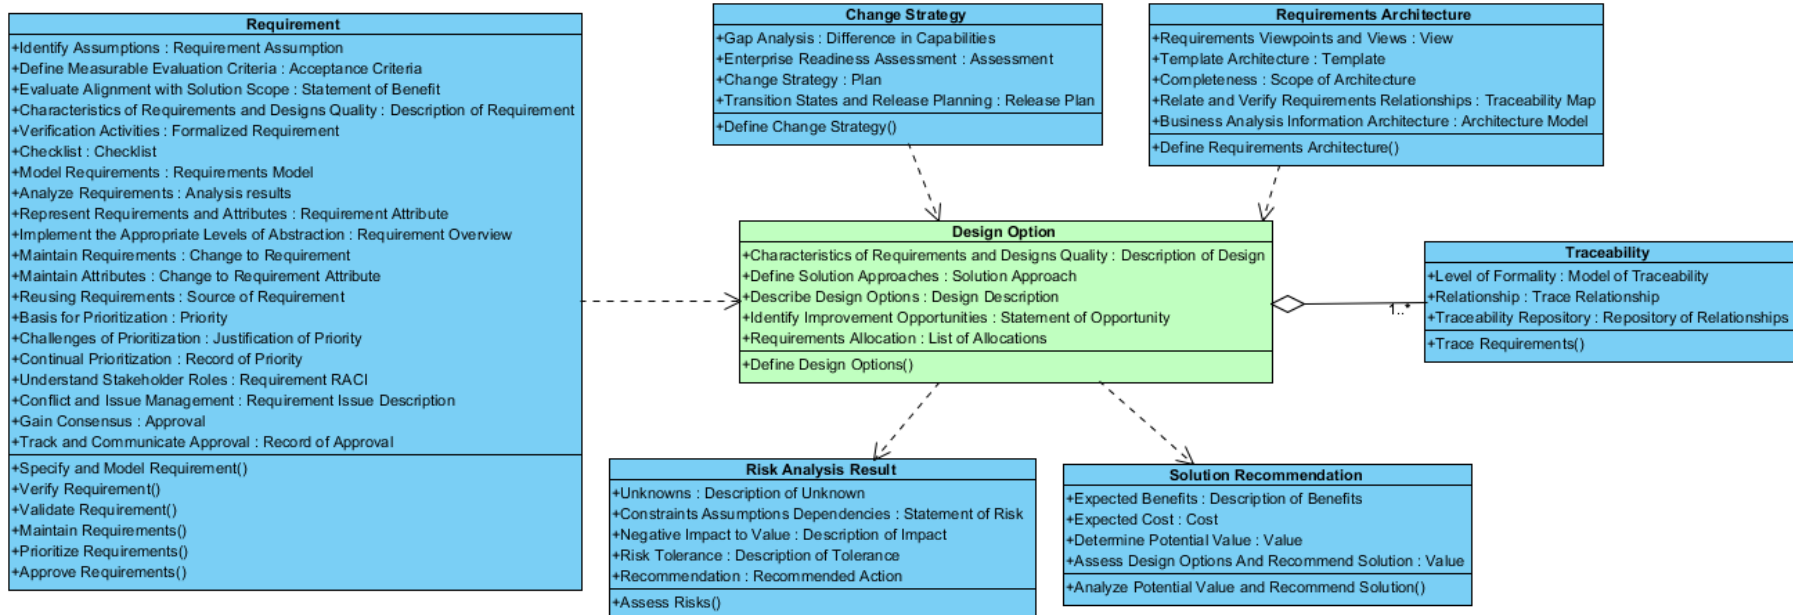 Requirement
+Identify Assumptions : Requirement Assumption
+Define Measurable Evaluation Criteria : Acceptance Criteria
+Evaluate Alignment with Solution Scope : Statement of Benefit
+Characteristics of Requirements and Designs Quality : Description of Requirement
+Verification Activities : Formalized Requirement
+Checklist : Checklist
+Model Requirements : Requirements Model
+Analyze Requirements : Analysis results
+Represent Requirements and Attributes : Requirement Attribute
+Implement the Appropriate Levels of Abstraction : Requirement Overview
+Maintain Requirements : Change to Requirement
+Maintain Attributes : Change to Requirement Attribute
+Reusing Requirements : Source of Requirement
+Basis for Prioritization : Priority
+Challenges of Prioritization : Justification of Priority
+Continual Prioritization : Record of Priority
+Understand Stakeholder Roles : Requirement RACI
+Conflict and Issue Management : Requirement Issue Description
+Gain Consensus : Approval
+Track and Communicate Approval : Record of Approval
+Specify and Model Requirement()
+Verify Requirement()
+Validate Requirement()
+Maintain Requirements()
+Prioritize Requirements()
+Approve Requirements()
Change Strategy
+Gap Analysis : Difference in Capabilities
+Enterprise Readiness Assessment : Assessment
+Change Strategy : Plan
+Transition States and Release Planning : Release Plan
+Define Change Strategy()
Requirements Architecture
+Requirements Viewpoints and Views : View
+Template Architecture : Template
+Completeness : Scope of Architecture
+Relate and Verify Requirements Relationships : Traceability Map
+Business Analysis Information Architecture : Architecture Model
+Define Requirements Architecture()
Design Option
+Characteristics of Requirements and Designs Quality : Description of Design
+Define Solution Approaches : Solution Approach
+Describe Design Options : Design Description
+Identify Improvement Opportunities : Statement of Opportunity
+Requirements Allocation : List of Allocations
+Define Design Options()
1..*
Traceability
+Level of Formality : Model of Traceability
+Relationship : Trace Relationship
+Traceability Repository : Repository of Relationships
+Trace Requirements()
Risk Analysis Result
+Unknowns : Description of Unknown
+Constraints Assumptions Dependencies : Statement of Risk
+Negative Impact to Value : Description of Impact
+Risk Tolerance : Description of Tolerance
+Recommendation : Recommended Action
+Assess Risks()
Solution Recommendation
+Expected Benefits : Description of Benefits
+Expected Cost : Cost
+Determine Potential Value : Value
+Assess Design Options And Recommend Solution : Value
+Analyze Potential Value and Recommend Solution()